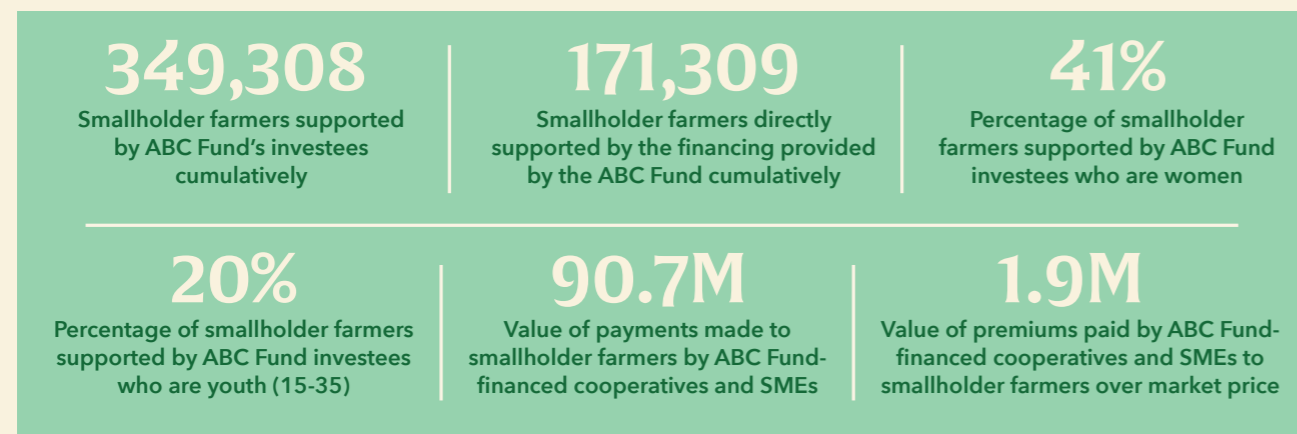 349,308
Smallholder farmers supported
by ABC Fund's investees
cumulatively
171,309
Smallholder farmers directly
supported by the financing provided
by the ABC Fund cumulatively
41%
Percentage of smallholder
farmers supported by ABC Fund
investees who are women
20%
Percentage of smallholder farmers
supported by ABC Fund investees
who are youth (15-35)
90.7M
Value of payments made to
smallholder farmers by ABC Fund-
financed cooperatives and SMEs
1.9M
Value of premiums paid by ABC Fund-
financed cooperatives and SMEs to
smallholder farmers over market price